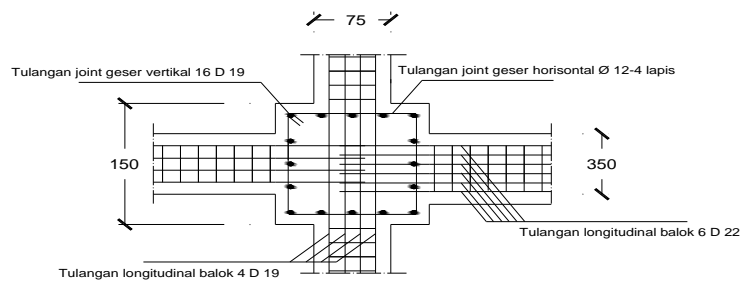 75
Tulangan joint geser vertikal 16 D 19
Tulangan joint geser horisontal Ø 12-4 lapis
150
350
Tulangan longitudinal balok 6 D 22
Tulangan longitudinal balok 4 D 19